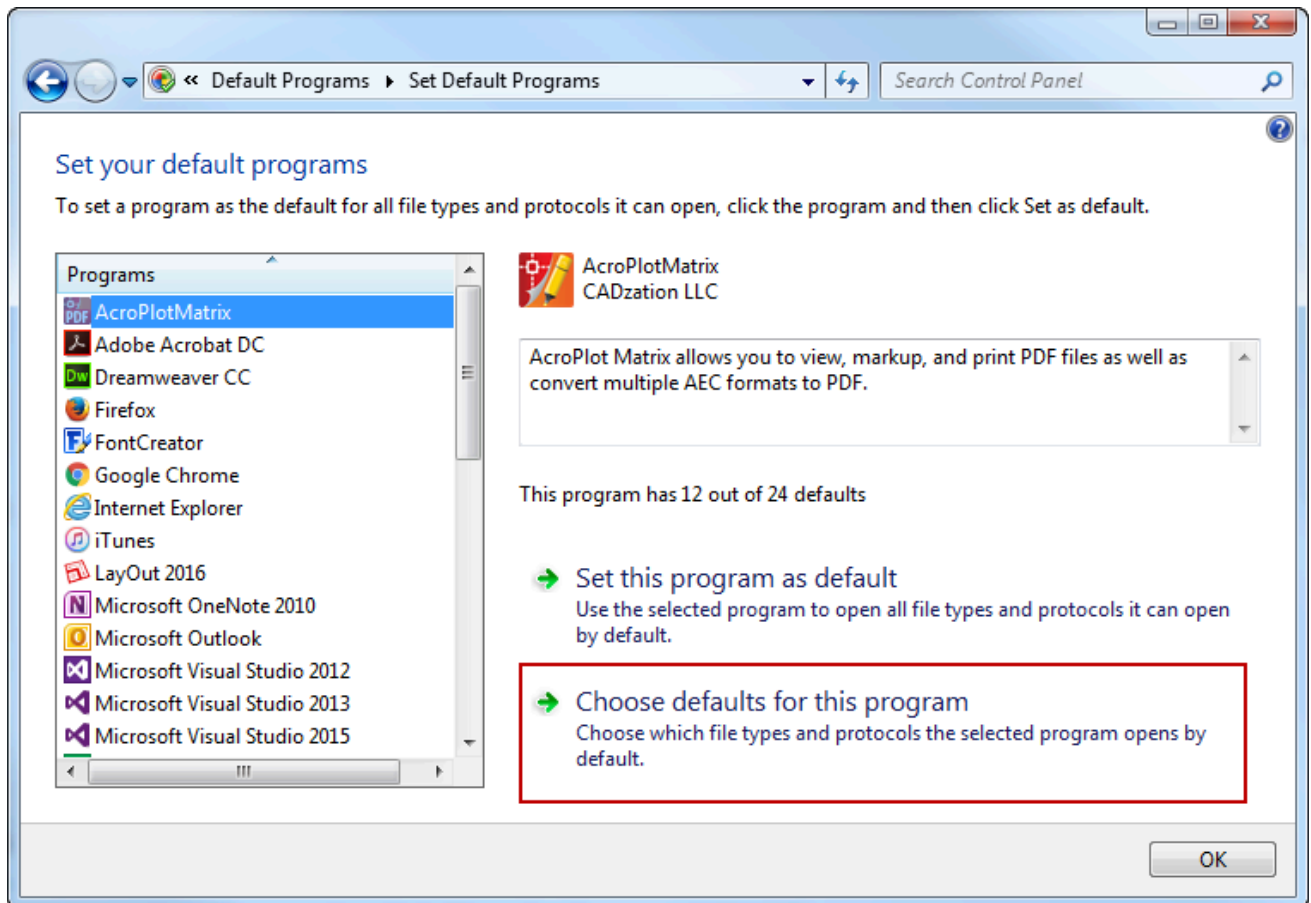 « Default Programs ▸ Set Default Programs
Search Control Panel
Set your default programs
To set a program as the default for all file types and protocols it can open, click the program and then click Set as default.
Programs
AcroPlotMatrix
Adobe Acrobat DC
Dreamweaver CC
Firefox
FontCreator
Google Chrome
Internet Explorer
iTunes
LayOut 2016
Microsoft OneNote 2010
Microsoft Outlook
Microsoft Visual Studio 2012
Microsoft Visual Studio 2013
Microsoft Visual Studio 2015
AcroPlotMatrix
CADzation LLC
AcroPlot Matrix allows you to view, markup, and print PDF files as well as
convert multiple AEC formats to PDF.
This program has 12 out of 24 defaults
Set this program as default
Use the selected program to open all file types and protocols it can open
by default.
Choose defaults for this program
Choose which file types and protocols the selected program opens by
default.
OK